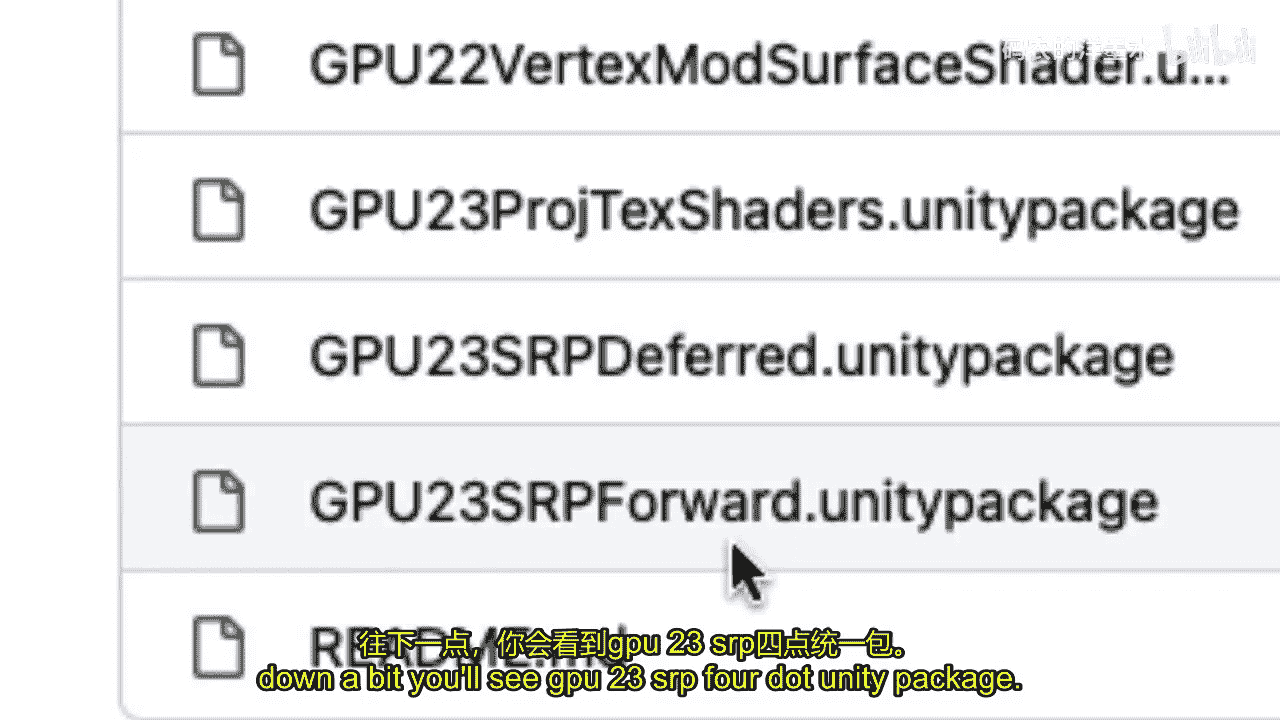 GPU22VertexModSurfaceShader.u...
GPU23ProjTexShaders.unitypackage
GPU23SRPDeferred.unitypackage
GPU23SRPForward.unitypackage
README.md
往下一点，你会看到gpu 23 srp四点统一包。
down a bit you'll see gpu 23 srp four dot unity package.